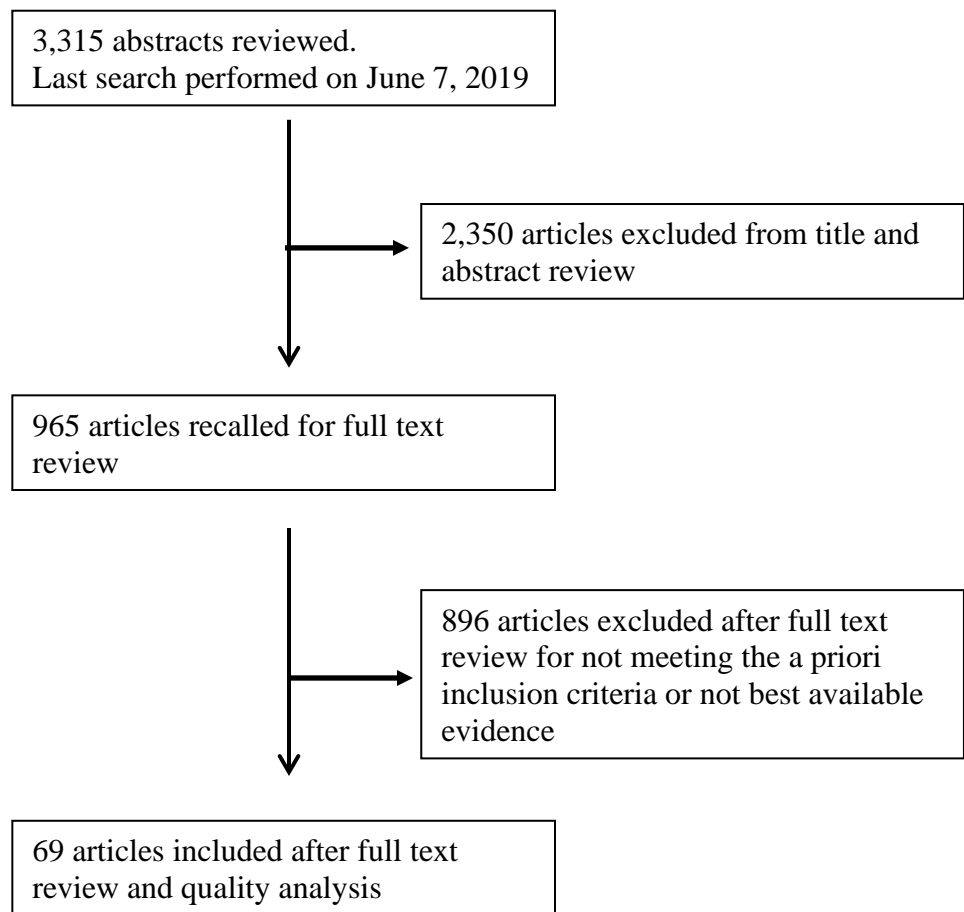 3,315 abstracts reviewed.
Last search performed on June 7, 2019
2,350 articles excluded from title and
abstract review
965 articles recalled for full text
review
896 articles excluded after full text
review for not meeting the a priori
inclusion criteria or not best available
evidence
69 articles included after full text
review and quality analysis